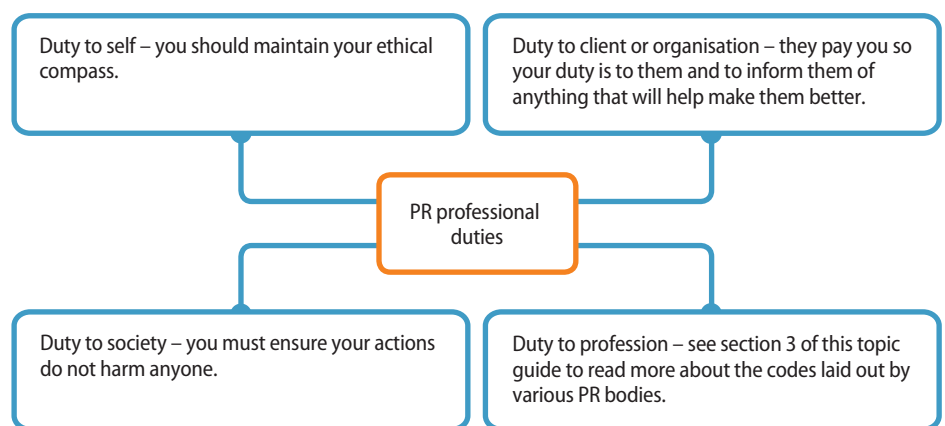 Duty to self – you should maintain your ethical
compass.
Duty to client or organisation – they pay you so
your duty is to them and to inform them of
anything that will help make them better.
PR professional
duties
Duty to society – you must ensure your actions
do not harm anyone.
Duty to profession – see section 3 of this topic
guide to read more about the codes laid out by
various PR bodies.